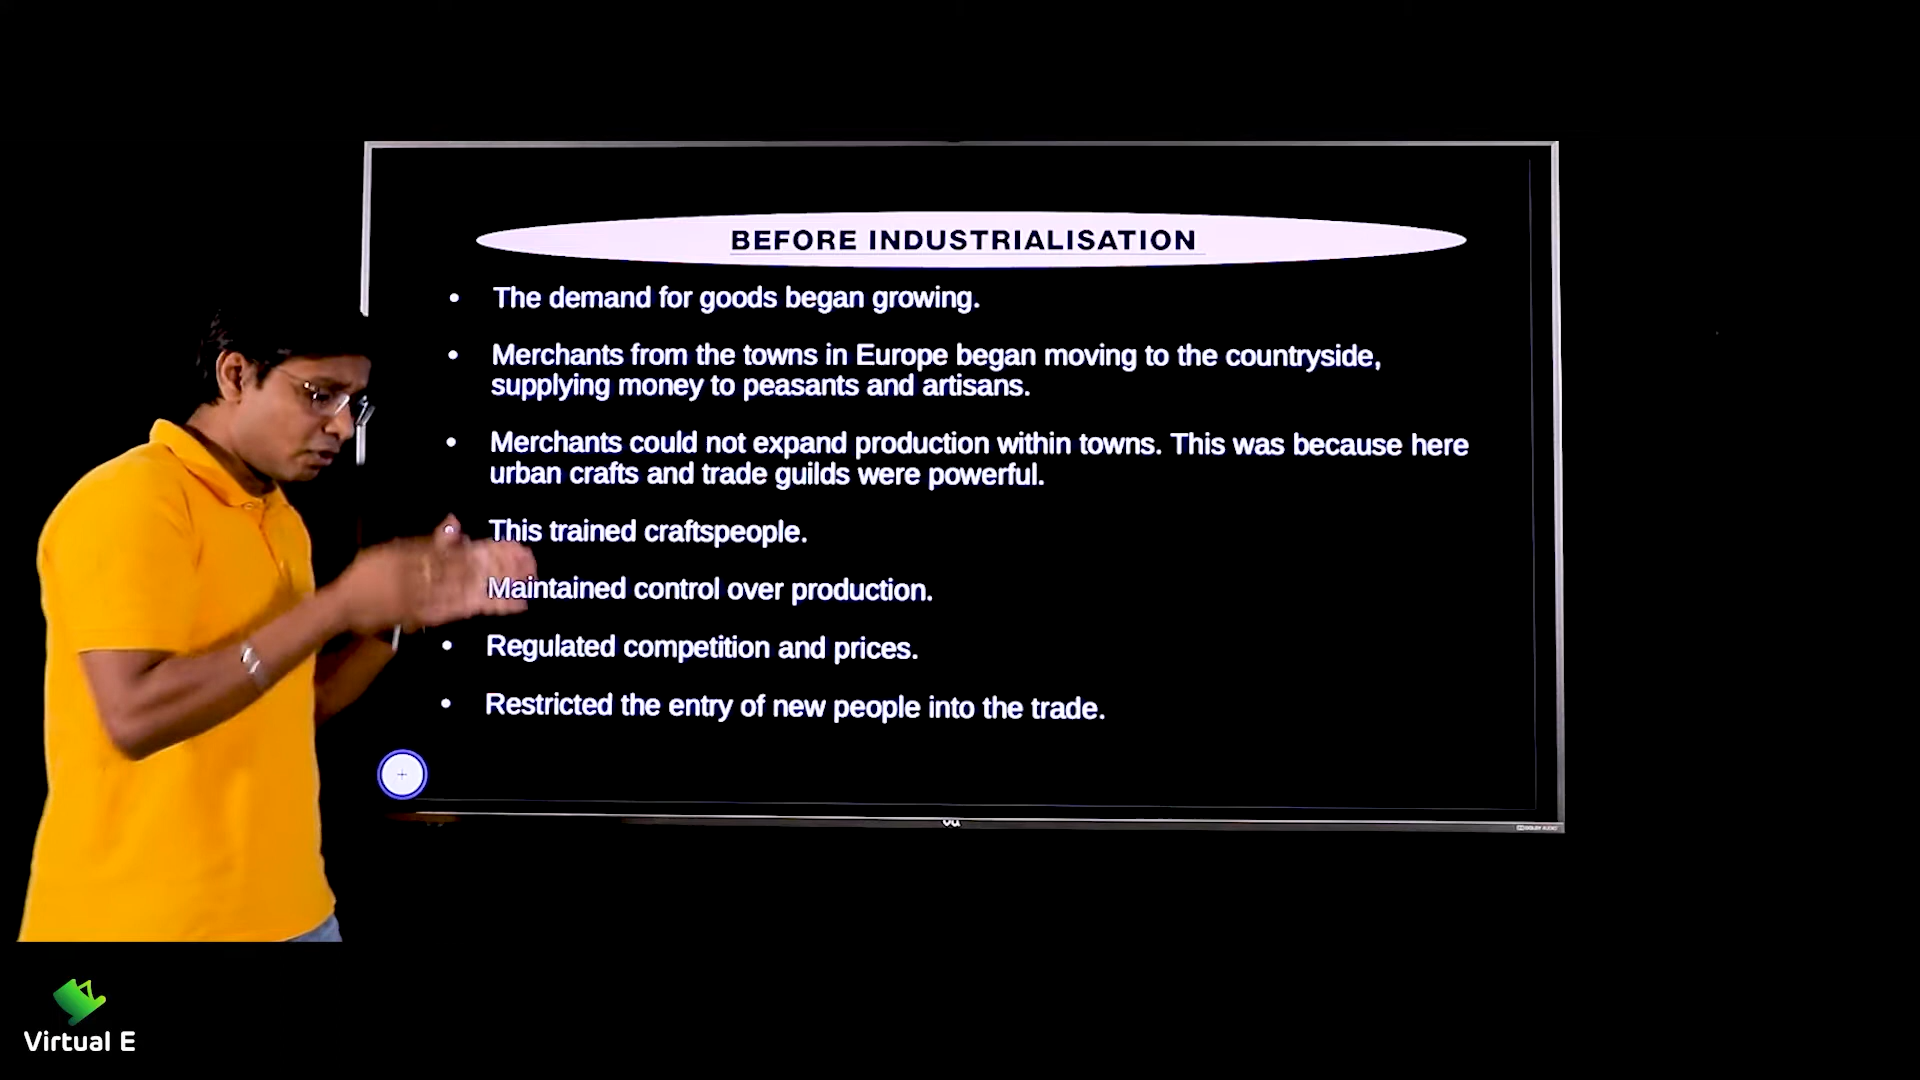 BEFORE INDUSTRIALISATION
• The demand for goods began growing.
• Merchants from the towns in Europe began moving to the countryside,
supplying money to peasants and artisans.
• Merchants could not expand production within towns. This was because here
urban crafts and trade guilds were powerful.
• This trained craftspeople.
Maintained control over production.
• Regulated competition and prices.
• Restricted the entry of new people into the trade.
DOLBY AUDIO
Virtual E